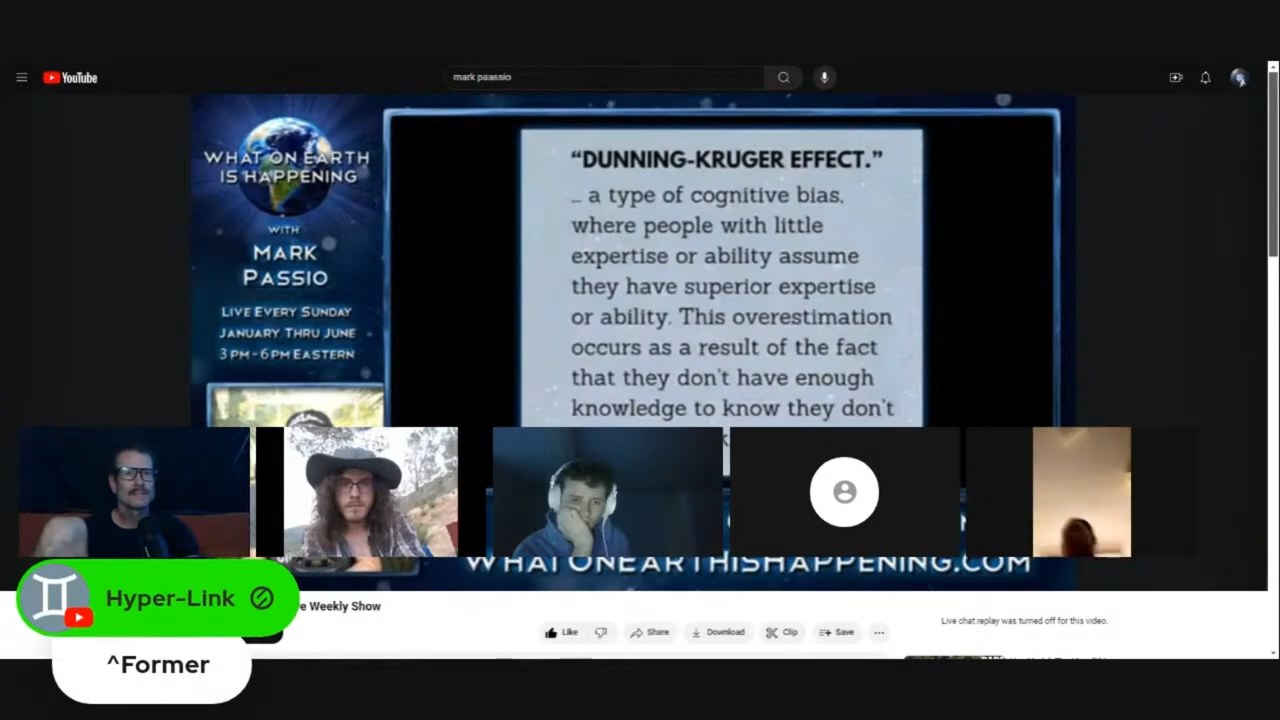 YouTube
mark paassio
WHAT ON EARTH
IS HAPPENING
WITH
MARK
PASSIO
LIVE EVERY SUNDAY
JANUARY THRU JUNE
3 PM - 6 PM EASTERN
“DUNNING-KRUGER EFFECT.”
... a type of cognitive bias,
where people with little
expertise or ability assume
they have superior expertise
or ability. This overestimation
occurs as a result of the fact
that they don't have enough
knowledge to know they don't
WHATONEARTHISHAPPENING.COM
Weekly Show
Like
Share
Download
Clip
Save
Live chat replay was turned off for this video.
Hyper-Link
^Former